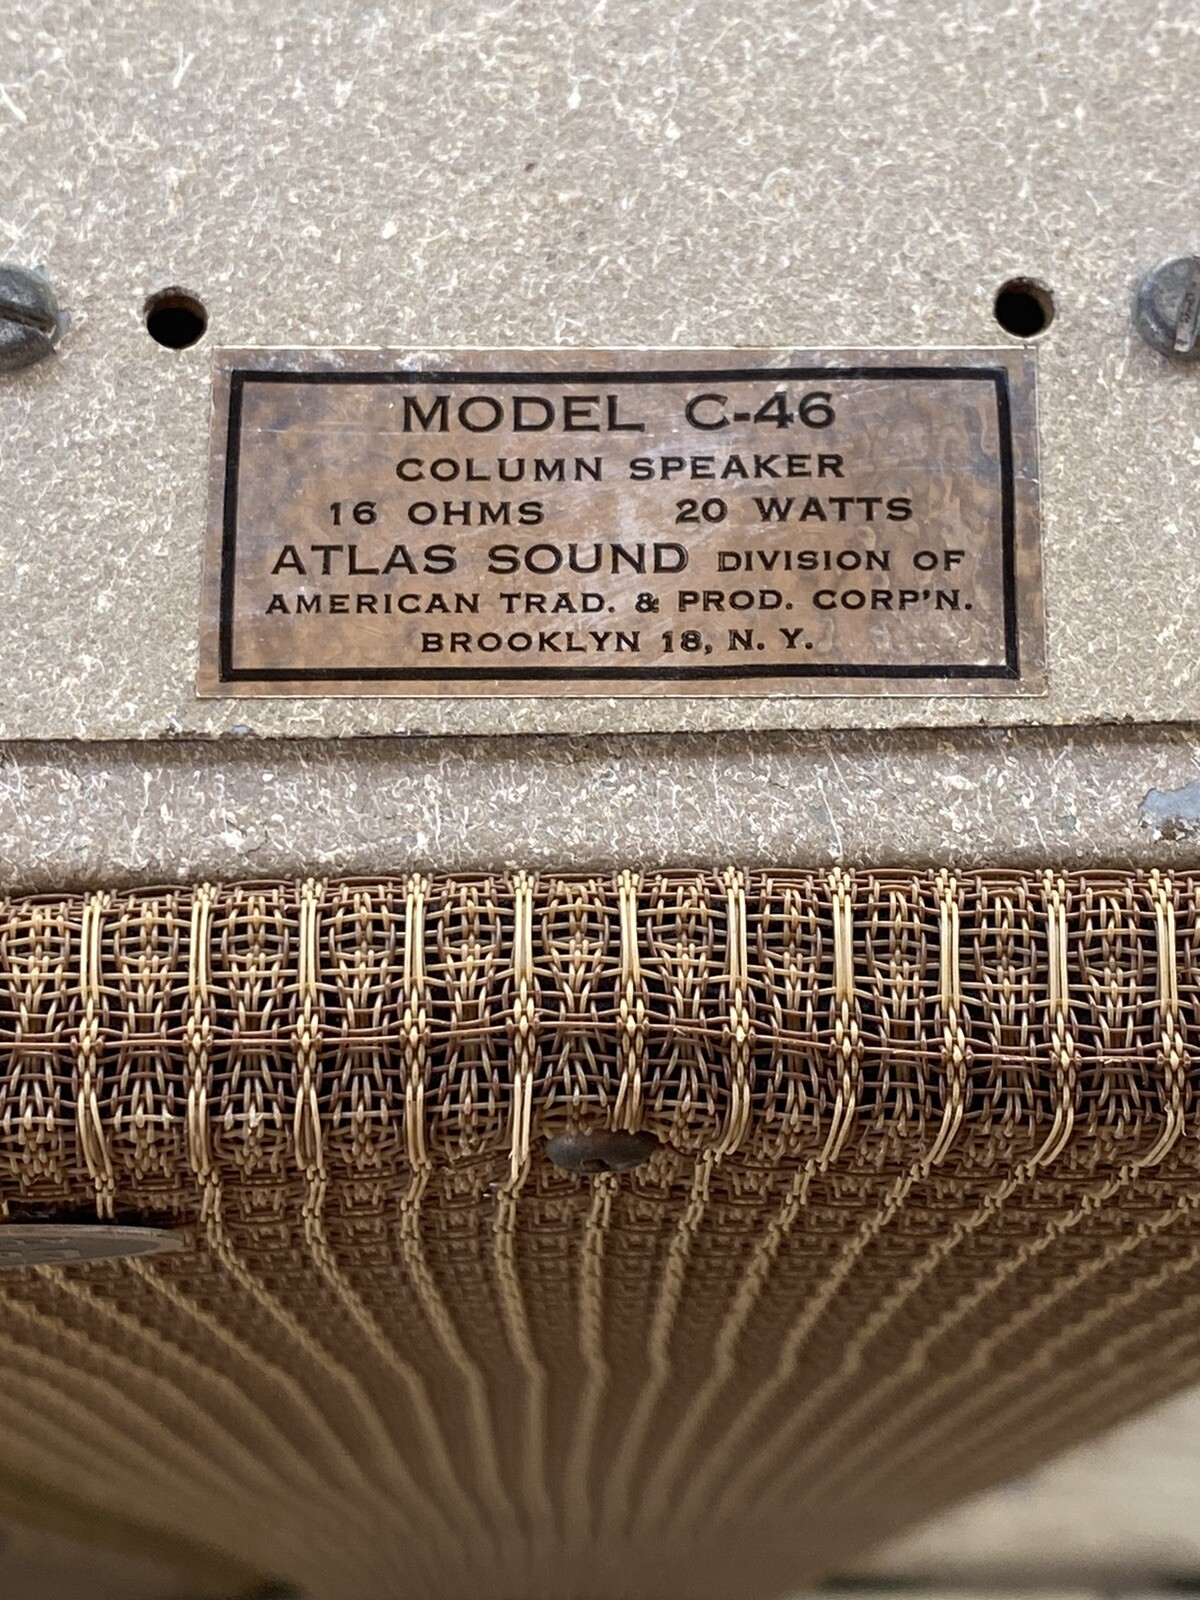 MODEL C-46
COLUMN SPEAKER
16 OHMS 20 WATTS
ATLAS SOUND DIVISION OF
AMERICAN TRAD. & PROD. CORP'N.
BROOKLYN 18, N. Y.